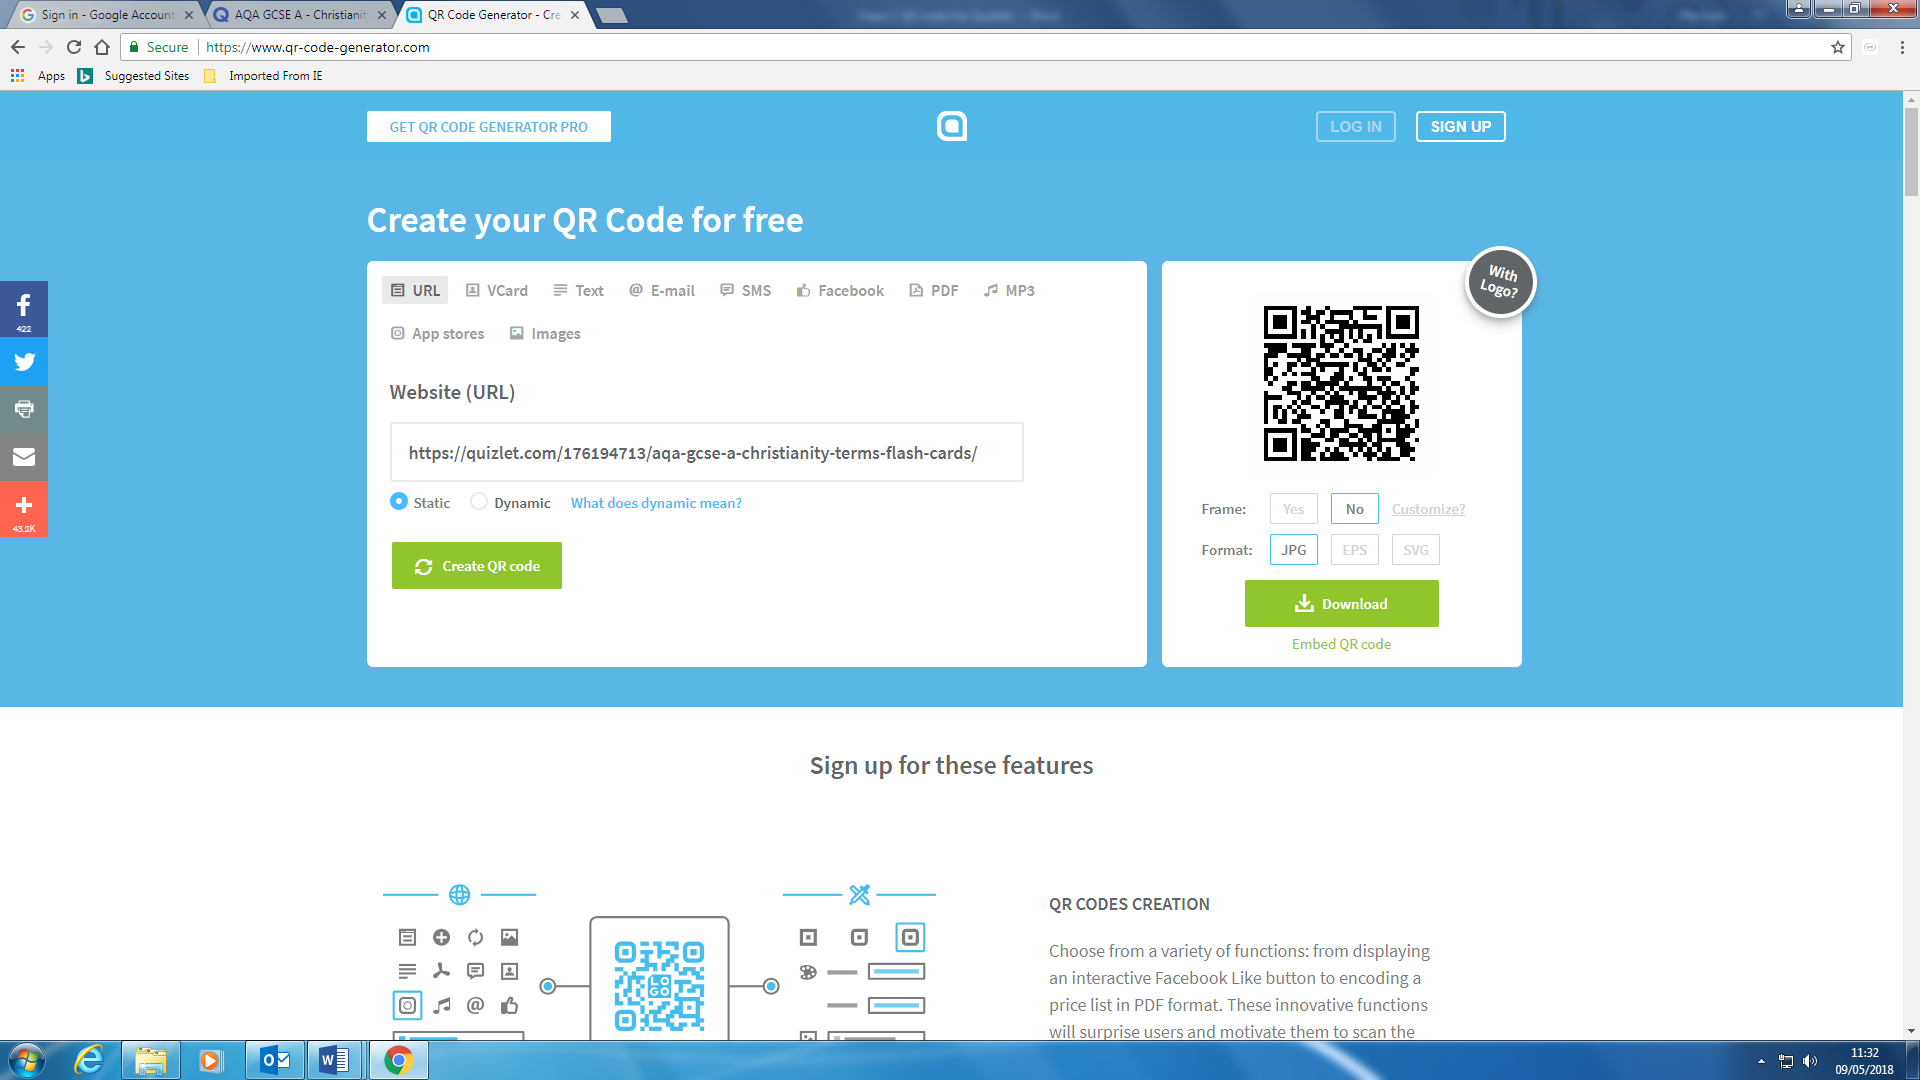 Sign in - Google Account
AQA GCSE A - Christianity
QR Code Generator - Cre
Secure
https://www.qr-code-generator.com
Apps
Suggested Sites
Imported From IE
GET QR CODE GENERATOR PRO
LOG IN
SIGN UP
Create your QR Code for free
URL
VCard
Text
E-mail
SMS
Facebook
PDF
MP3
App stores
Images
With
Logo?
422
43.2K
Website (URL)
https://quizlet.com/176194713/aqa-gcse-a-christianity-terms-flash-cards/
Static
Dynamic
What does dynamic mean?
Create QR code
Frame:
Yes
No
Customize?
Format:
JPG
EPS
SVG
Download
Embed QR code
Sign up for these features
LO
GO
QR CODES CREATION
Choose from a variety of functions: from displaying
an interactive Facebook Like button to encoding a
price list in PDF format. These innovative functions
will surprise users and motivate them to scan the
11:32
09/05/2018